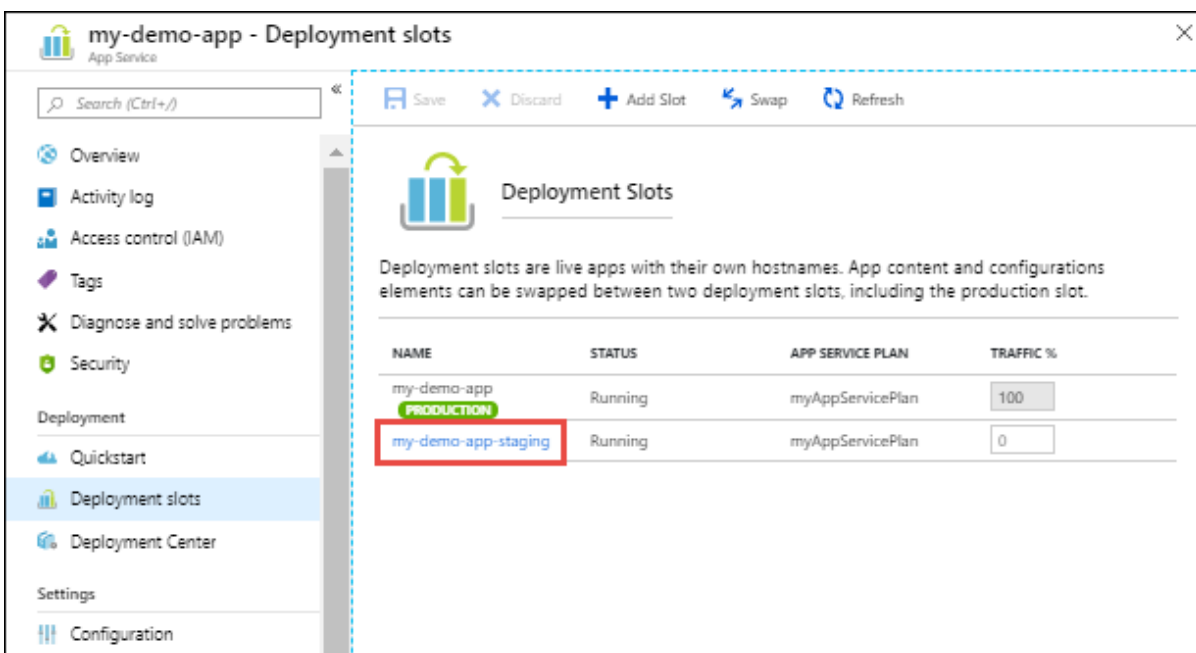 my-demo-app - Deployment slots
App Service
Search (Ctrl+/)
Overview
Activity log
Access control (IAM)
Tags
Diagnose and solve problems
Security
Deployment
Quickstart
Deployment slots
Deployment Center
Settings
Configuration
Save Discard Add Slot Swap Refresh
Deployment Slots
Deployment slots are live apps with their own hostnames. App content and configurations
elements can be swapped between two deployment slots, including the production slot.
NAME STATUS APP SERVICE PLAN TRAFFIC %
my-demo-app Running myAppServicePlan 100
PRODUCTION
my-demo-app-staging Running myAppServicePlan 0